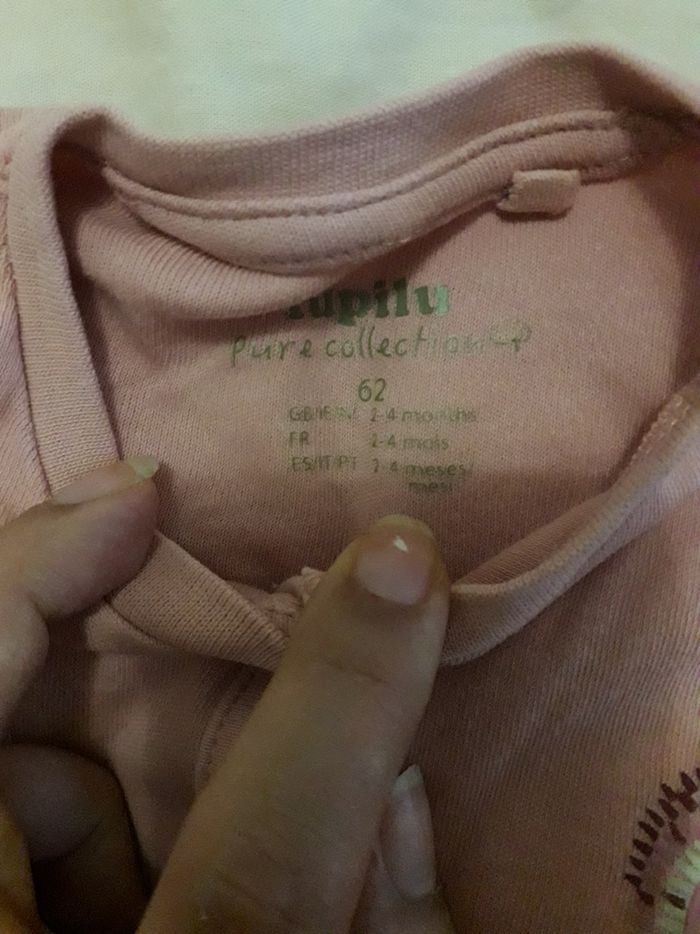 lupilu
pure collection
62
GB/IE/NI 2-4 months
FR 2-4 mois
ES/IT/PT 2-4 meses/
mesi